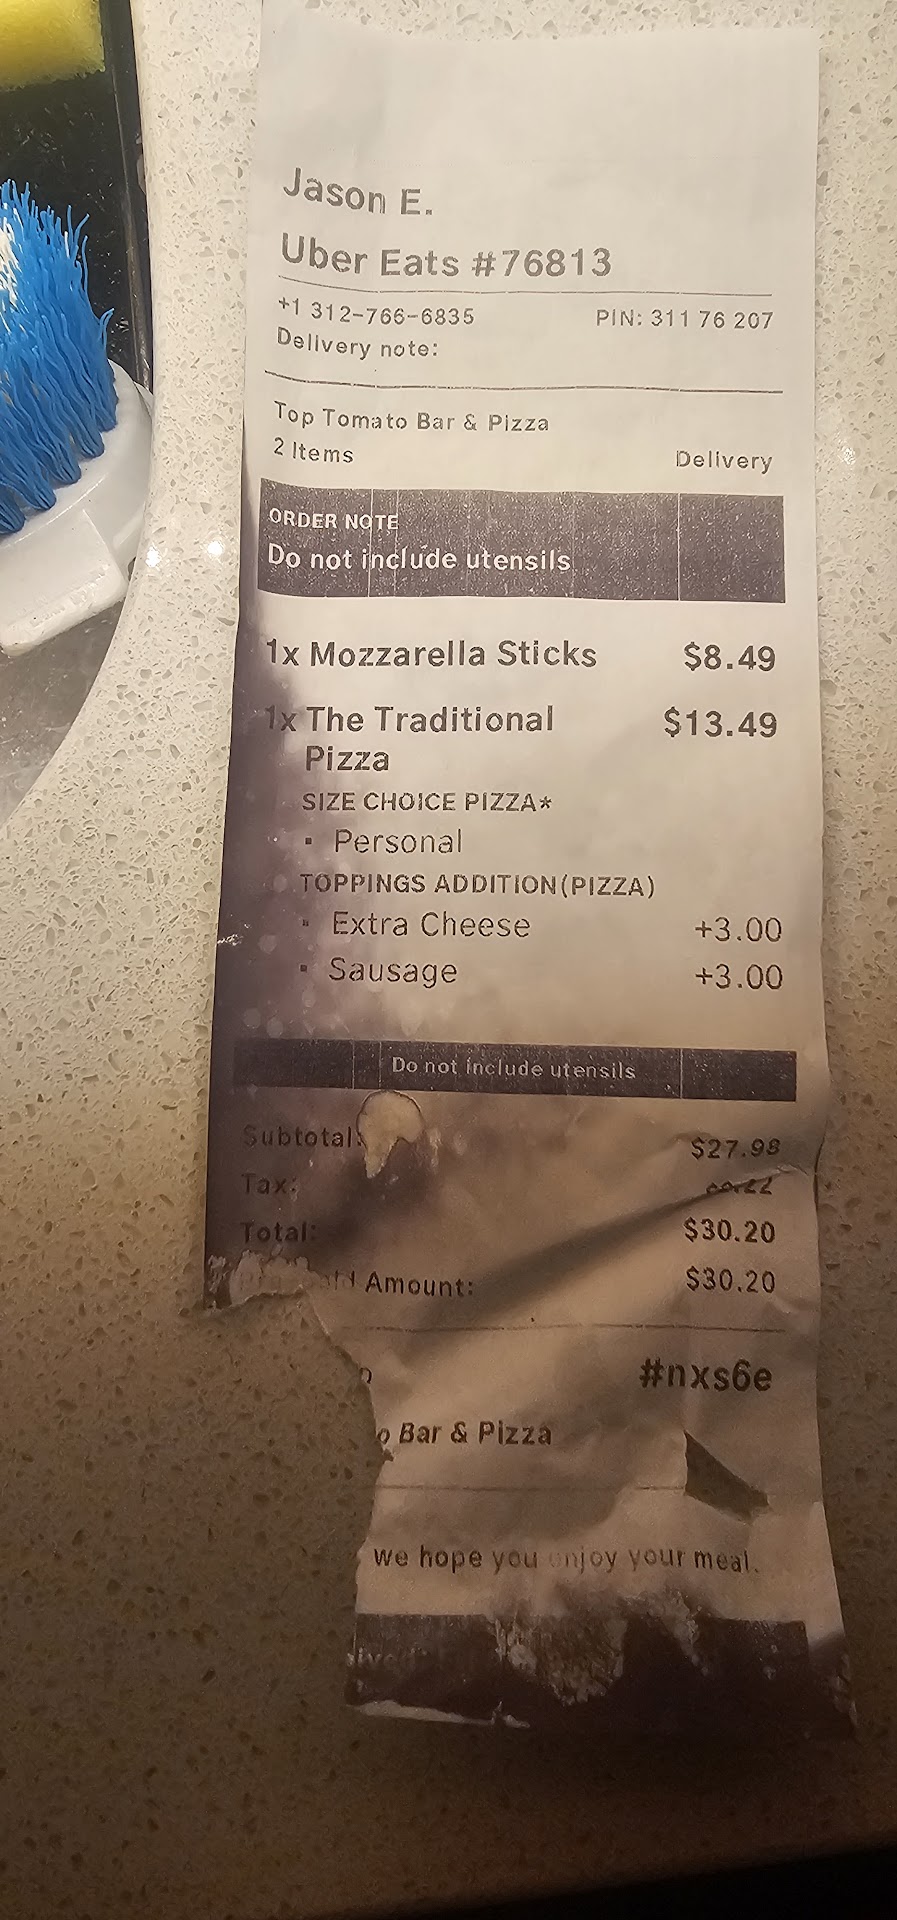 Jason E.
Uber Eats #76813
+1 312-766-6835 PIN: 311 76 207
Delivery note:
Top Tomato Bar & Pizza
2 Items Delivery
ORDER NOTE
Do not include utensils
1x Mozzarella Sticks $8.49
1x The Traditional $13.49
Pizza
SIZE CHOICE PIZZA*
▪ Personal
TOPPINGS ADDITION(PIZZA)
▪ Extra Cheese +3.00
▪ Sausage +3.00
Do not include utensils
Subtotal: $27.98
Tax:
Total: $30.20
Amount: $30.20
#nxs6e
o Bar & Pizza
we hope you enjoy your meal.